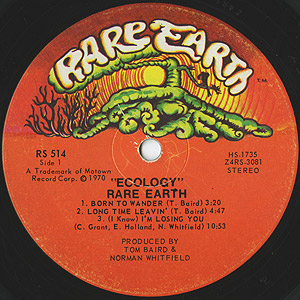 RARE EARTH
T.M.
RS 514
Side 1
A Trademark of Motown
Record Corp. © 1970
HS-1735
Z4RS-3081
STEREO
"ECOLOGY"
RARE EARTH
1. BORN TO WANDER (T. Baird) 3:20
2. LONG TIME LEAVIN' (T. Baird) 4:47
3. (I Know) I'M LOSING YOU
(C. Grant, E. Holland, N. Whitfield) 10:53
PRODUCED BY
TOM BAIRD &
NORMAN WHITFIELD